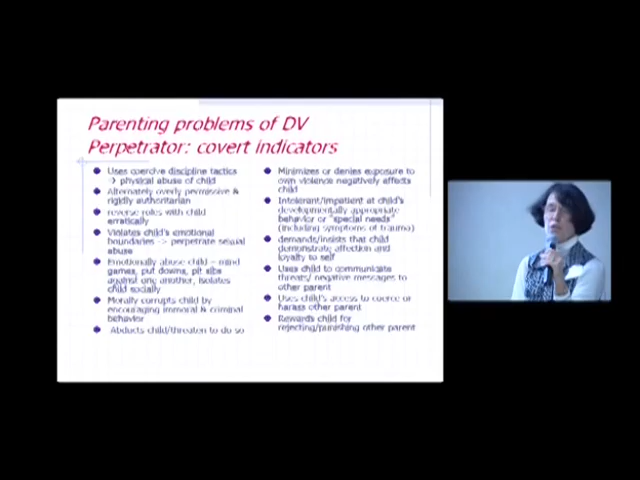 Parenting problems of DV
Perpetrator: covert indicators
Uses coercive discipline tactics
-> physical abuse of child
Alternately overly permissive &
rigidly authoritarian
reverse roles with child
erratically
Violates child's emotional
boundaries -> perpetrate sexual
abuse
Emotionally abuse child – mind
games, put downs, pit sibs
against one another, isolates
child socially
Morally corrupts child by
encouraging immoral & criminal
behavior
Abducts child/threaten to do so
Minimizes or denies exposure to
own violence negatively affects
child
Intolerant/impatient at child's
developmentally appropriate
behavior or "special needs"
(including symptoms of trauma)
demands/insists that child
demonstrate affection and
loyalty to self
Uses child to communicate
threats/ negative messages to
other parent
Uses child's access to coerce or
harass other parent
Rewards child for
rejecting/punishing other parent